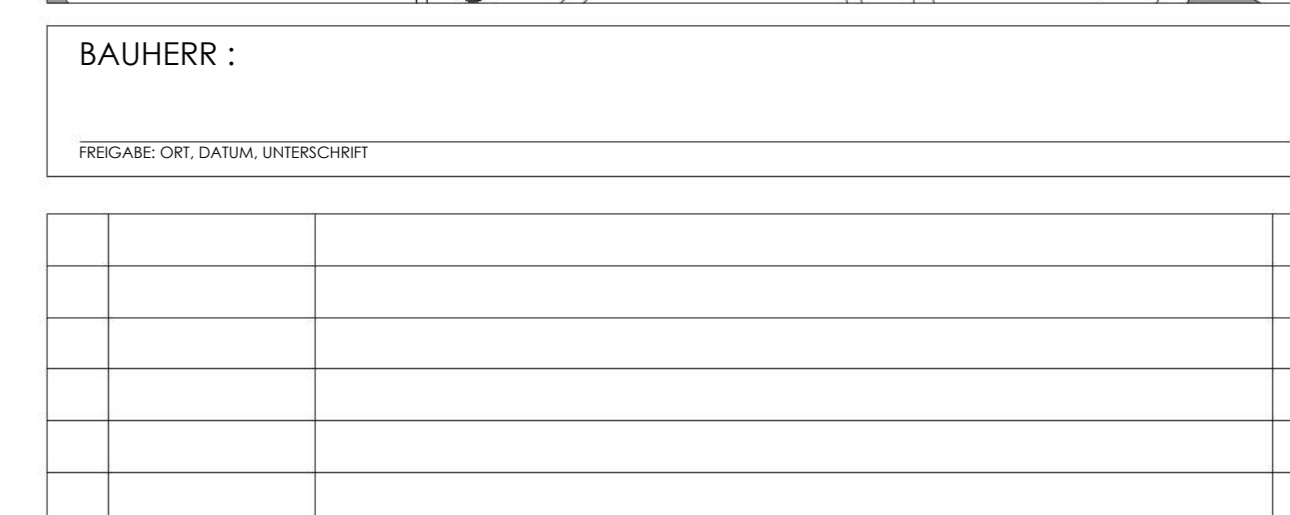 BAUHERR :
FREIGABE: ORT, DATUM, UNTERSCHRIFT